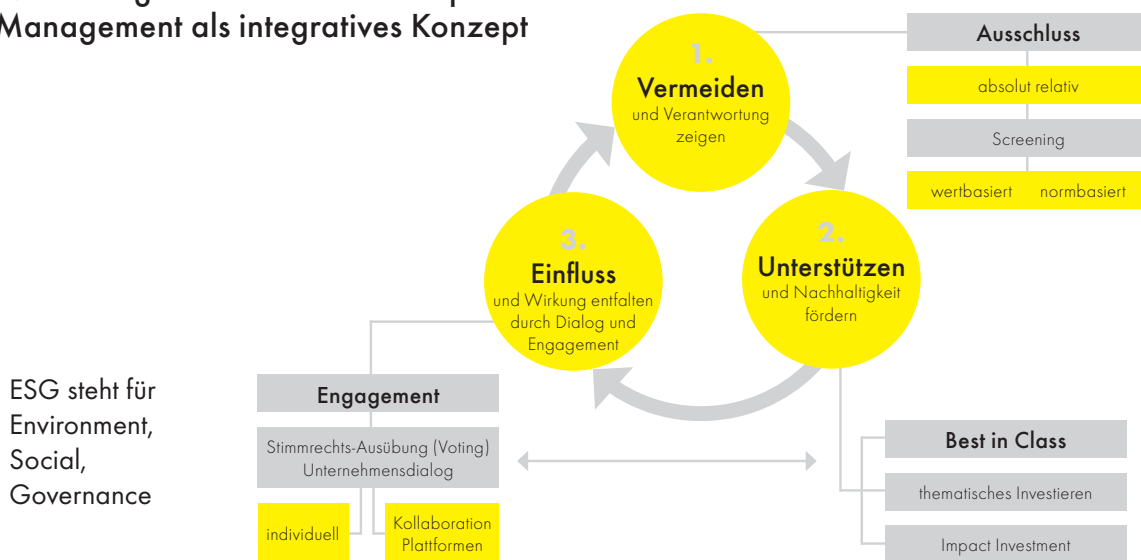 Management als integratives Konzept
1.
Vermeiden
und Verantwortung
zeigen
Ausschluss
absolut relativ
Screening
wertbasiert normbasiert
2.
Unterstützen
und Nachhaltigkeit
fördern
3.
Einfluss
und Wirkung entfalten
durch Dialog und
Engagement
ESG steht für
Environment,
Social,
Governance
Engagement
Stimmrechts-Ausübung (Voting)
Unternehmensdialog
individuell
Kollaboration
Plattformen
Best in Class
thematisches Investieren
Impact Investment